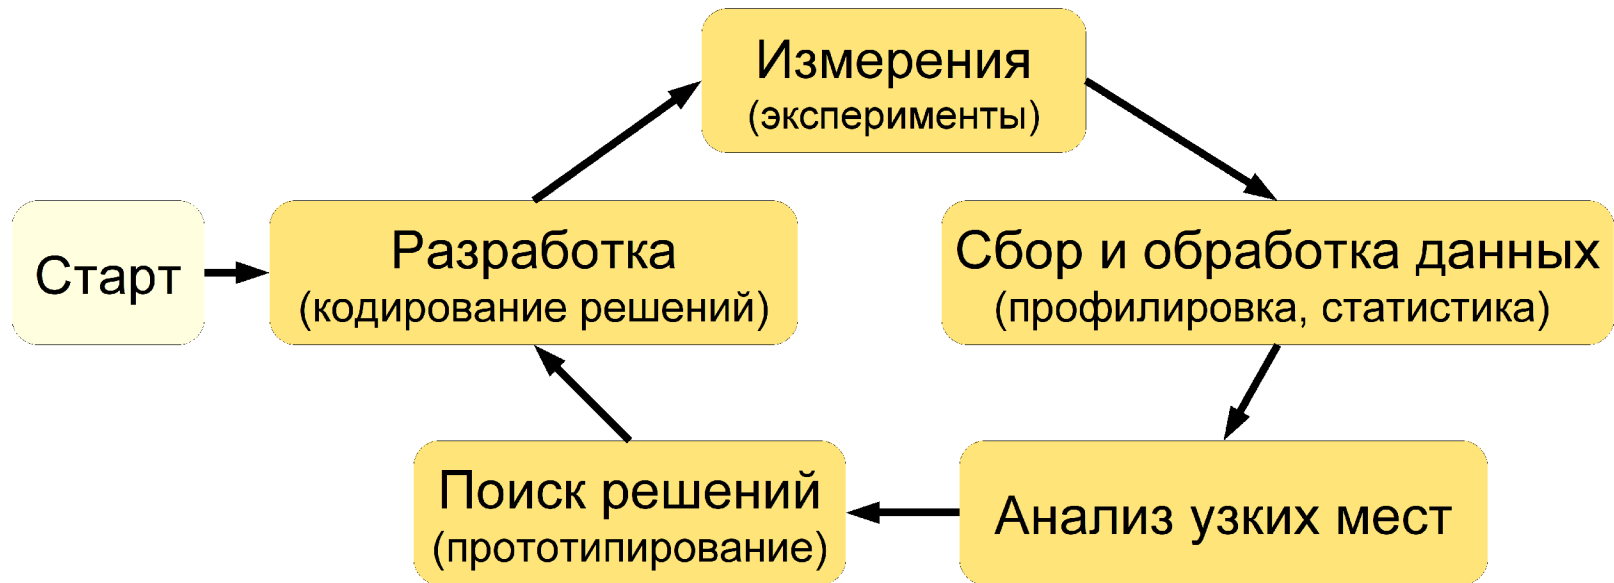 Измерения
(эксперименты)
Старт
Разработка
(кодирование решений)
Сбор и обработка данных
(профилировка, статистика)
Поиск решений
(прототипирование)
Анализ узких мест